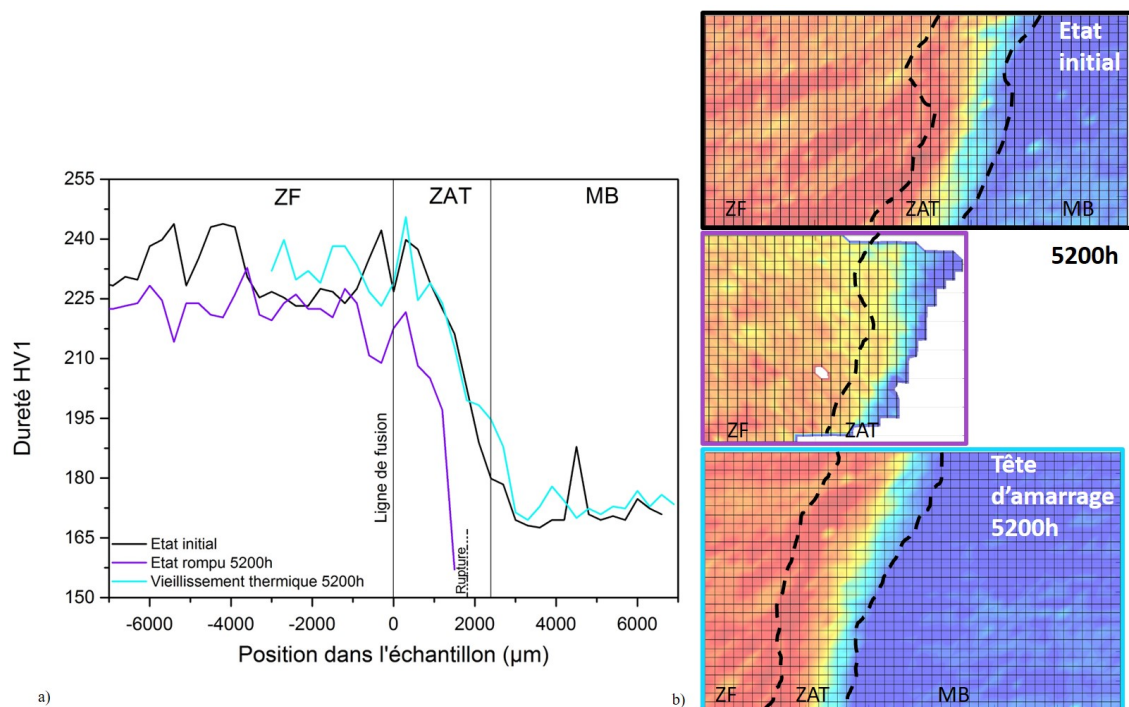 255
240
225
210
195
180
165
150
Dureté HV1
ZF
ZAT
MB
Ligne de fusion
Rupture
Etat initial
Etat rompu 5200h
Vieillissement thermique 5200h
-6000
-4000
-2000
0
2000
4000
6000
Position dans l'échantillon (µm)
a)
Etat
initial
ZF
ZAT
MB
5200h
ZF
ZAT
Tête
d'amarrage
5200h
ZF
ZAT
MB
b)